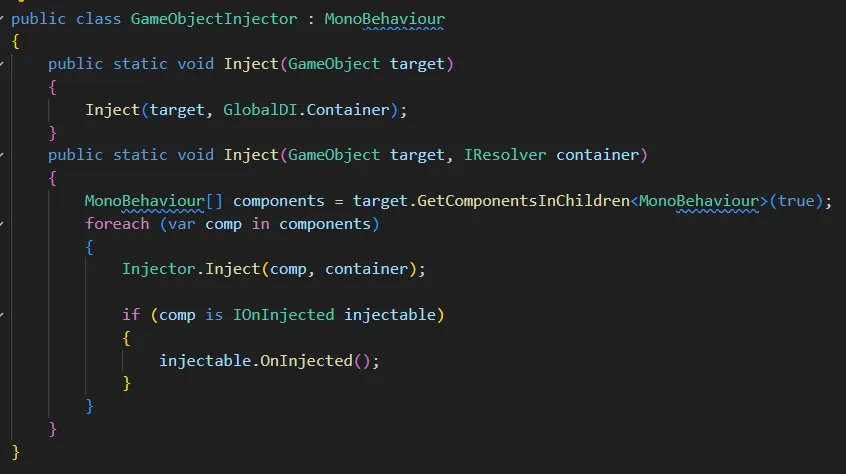 public class GameObjectInjector : MonoBehaviour
{
    public static void Inject(GameObject target)
    {
        Inject(target, GlobalDI.Container);
    }
    public static void Inject(GameObject target, IResolver container)
    {
        MonoBehaviour[] components = target.GetComponentsInChildren<MonoBehaviour>(true);
        foreach (var comp in components)
        {
            Injector.Inject(comp, container);

            if (comp is IOnInjected injectable)
            {
                injectable.OnInjected();
            }
        }
    }
}